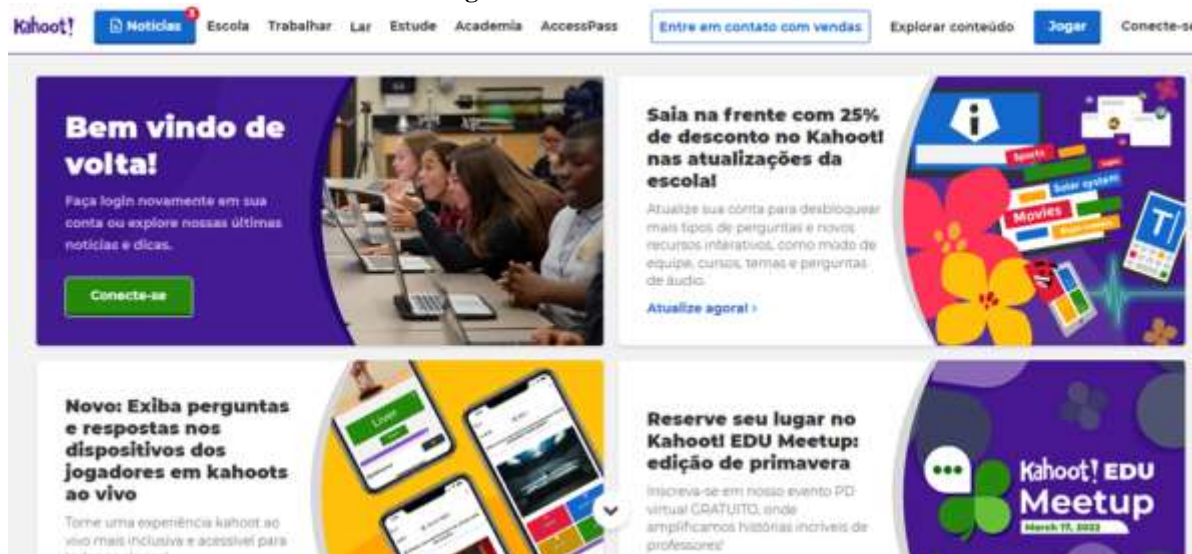 Kahoot!
Notícias
3
Escola
Trabalhar
Lar
Estude
Academia
AccessPass
Entre em contato com vendas
Explorar conteúdo
Jogar
Conecte-se
Bem vindo de
volta!
Faça login novamente em sua
conta ou explore nossas últimas
notícias e dicas.
Conecte-se
Saia na frente com 25%
de desconto no Kahoot!
nas atualizações da
escola!
Atualize sua conta para desbloquear
mais tipos de perguntas e novos
recursos interativos, como modo de
equipe, cursos, temas e perguntas
de áudio.
Atualize agora! >
Sports
Solar system
Movies
T
Novo: Exiba perguntas
e respostas nos
dispositivos dos
jogadores em kahoots
ao vivo
Torne uma experiência kahoot ao
vivo mais inclusiva e acessível para
Liver
Reserve seu lugar no
Kahoot! EDU Meetup:
edição de primavera
Inscreva-se em nosso evento PD
virtual GRATUITO, onde
amplificamos histórias incríveis de
professores!
Kahoot! EDU
Meetup
March 17, 2022